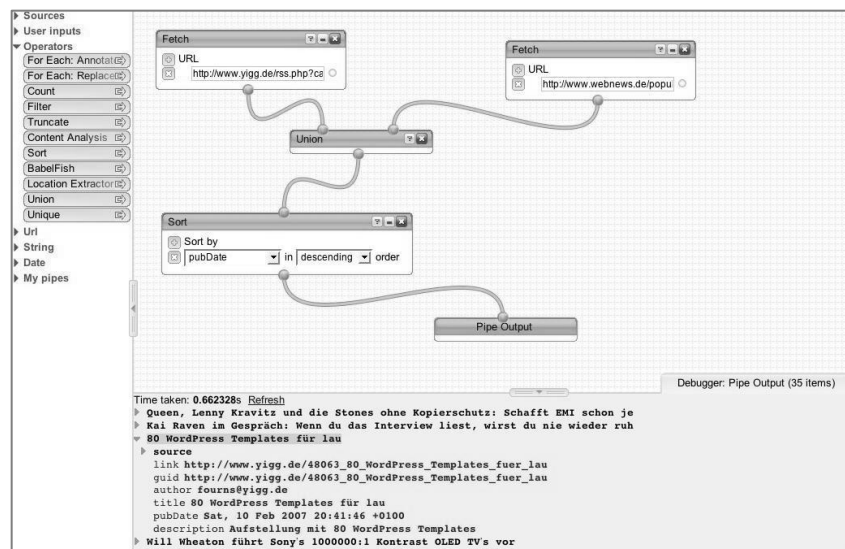 Sources
User inputs
Operators
For Each: Annotate
For Each: Replace
Count
Filter
Truncate
Content Analysis
Sort
BabelFish
Location Extractor
Union
Unique
Url
String
Date
My pipes
Fetch
URL
http://www.yigg.de/rss.php?ca
Fetch
URL
http://www.webnews.de/popul
Union
Sort
Sort by
pubDate in descending order
Pipe Output
Debugger: Pipe Output (35 items)
Time taken: 0.662328s Refresh
Queen, Lenny Kravitz und die Stones ohne Kopierschutz: Schafft EMI schon je
Kai Raven im Gespräch: Wenn du das Interview liest, wirst du nie wieder ruh
80 WordPress Templates für lau
source
link http://www.yigg.de/48063_80_WordPress_Templates_fuer_lau
guid http://www.yigg.de/48063_80_WordPress_Templates_fuer_lau
author fourns@yigg.de
title 80 WordPress Templates für lau
pubDate Sat, 10 Feb 2007 20:41:46 +0100
description Aufstellung mit 80 WordPress Templates
Will Wheaton führt Sony's 1000000:1 Kontrast OLED TV's vor